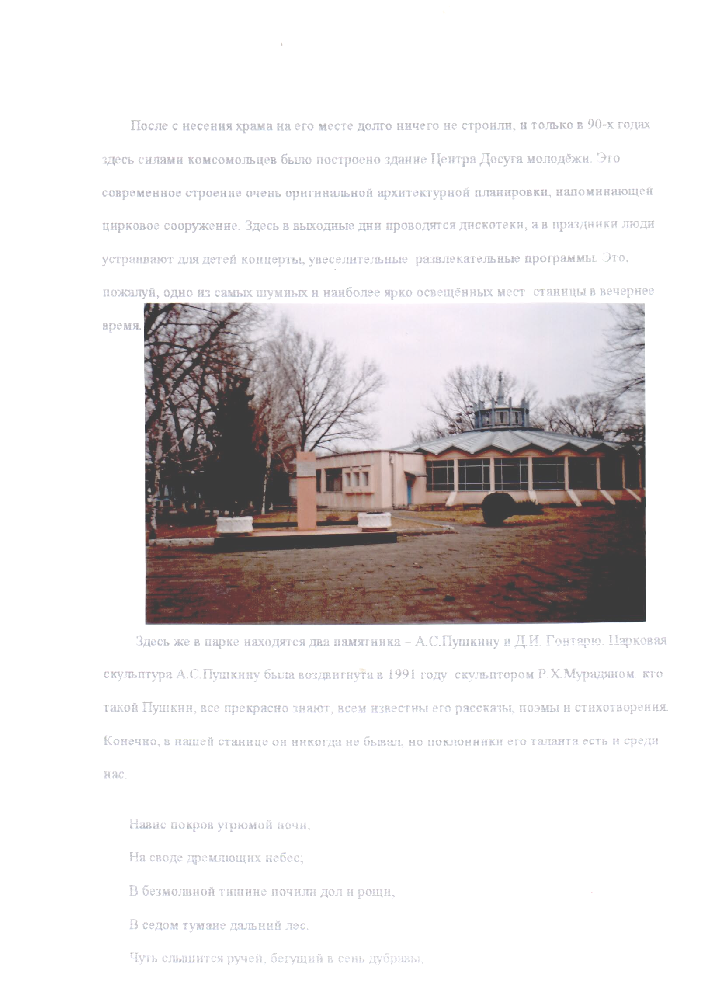 После с несения храма на его месте долго ничего не строили, и только в 90-х годах
здесь силами комсомольцев было построено здание Центра Досуга молодёжи. Это
современное строение очень оригинальной архитектурной планировки, напоминающей
цирковое сооружение. Здесь в выходные дни проводятся дискотеки, а в праздники люди
устраивают для детей концерты, увеселительные развлекательные программы. Это,
пожалуй, одно из самых шумных и наиболее ярко освещённых мест станицы в вечернее
время.
Здесь же в парке находятся два памятника – А.С.Пушкину и Д.И. Гонтарю. Парковая
скульптура А.С.Пушкину была воздвигнута в 1991 году скульптором Р.Х.Мурадяном. кто
такой Пушкин, все прекрасно знают, всем известны его рассказы, поэмы и стихотворения.
Конечно, в нашей станице он никогда не бывал, но поклонники его таланта есть и среди
нас.
Навис покров угрюмой ночи,
На своде дремлющих небес;
В безмолвной тишине почили дол и рощи,
В седом тумане дальний лес.
Чуть слышится ручей, бегущий в сень дубравы,